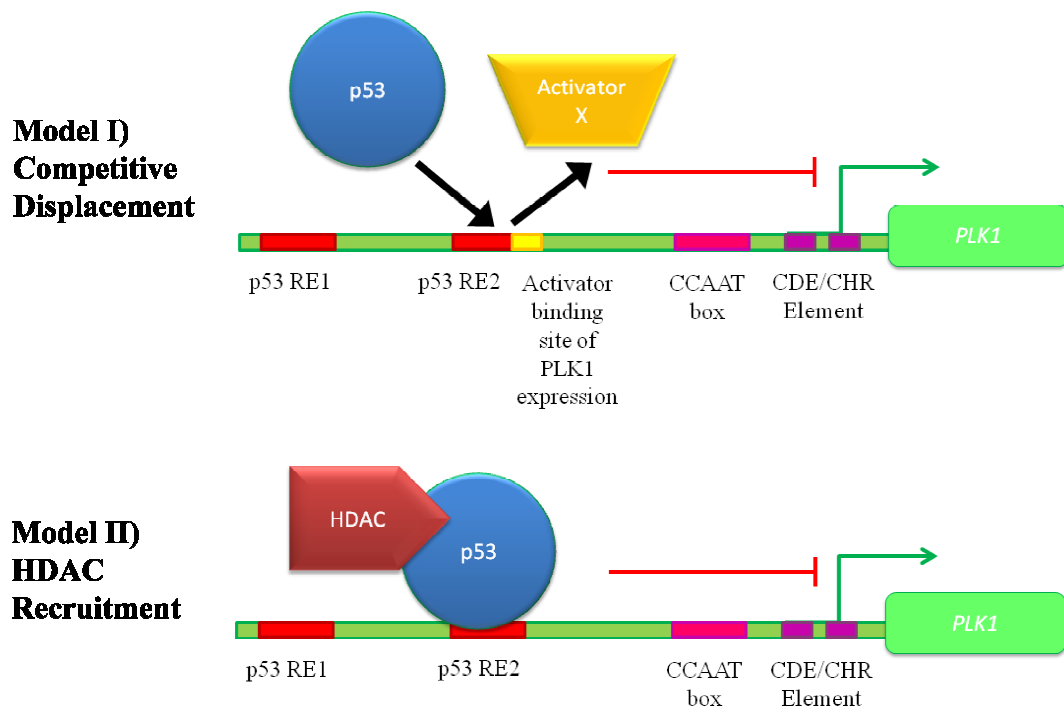 Model I)
Competitive
Displacement
p53
Activator
X
PLK1
p53 RE1
p53 RE2
Activator
binding
site of
PLK1
expression
CCAAT
box
CDE/CHR
Element
Model II)
HDAC
Recruitment
HDAC
p53
PLK1
p53 RE1
p53 RE2
CCAAT
box
CDE/CHR
Element